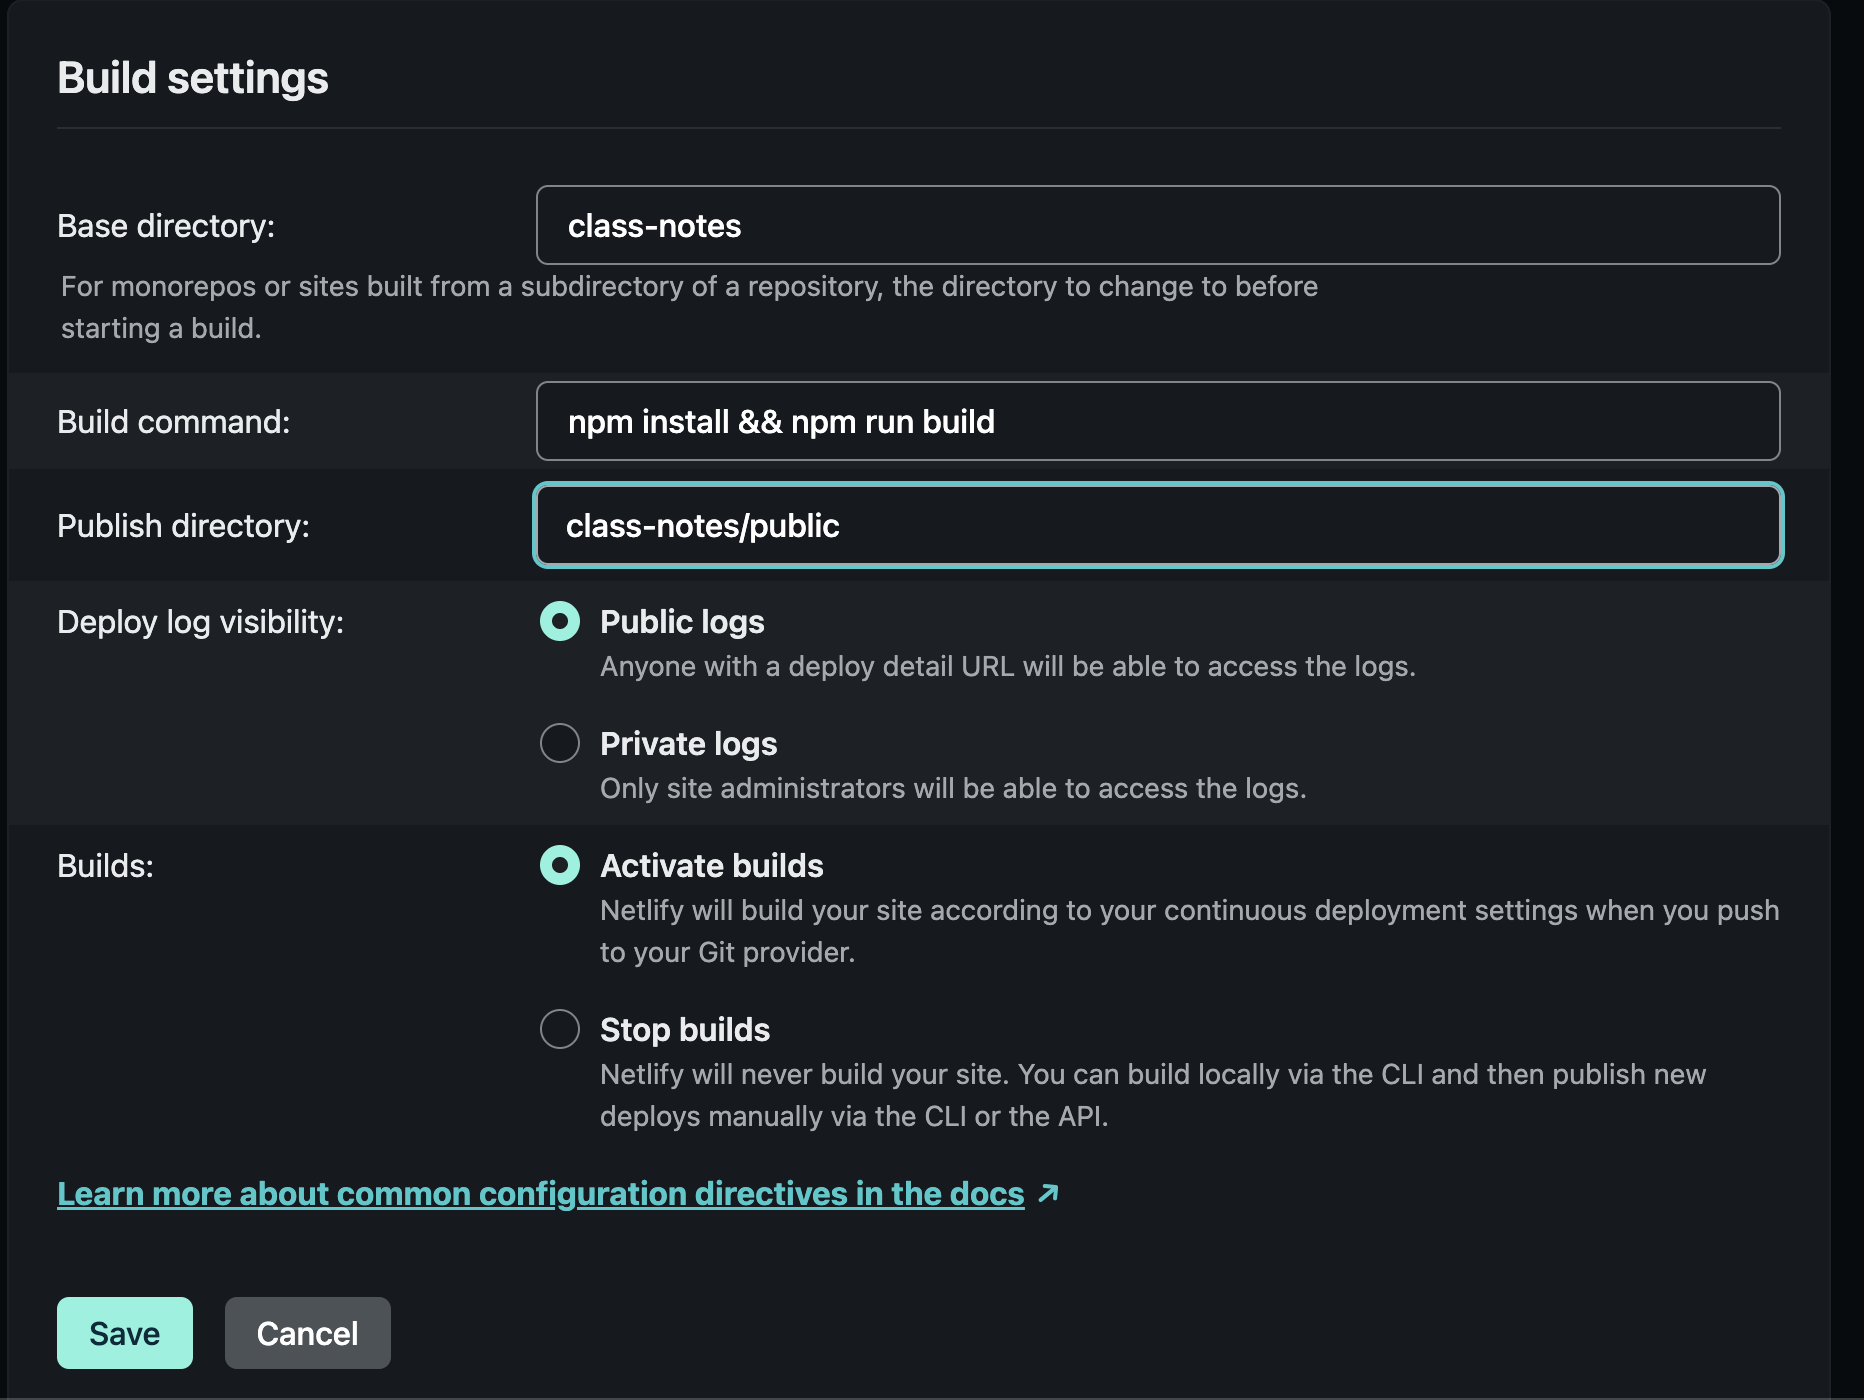 Build settings
Base directory:
class-notes
For monorepos or sites built from a subdirectory of a repository, the directory to change to before
starting a build.
Build command:
npm install && npm run build
Publish directory:
class-notes/public
Deploy log visibility:
Public logs
Anyone with a deploy detail URL will be able to access the logs.
Private logs
Only site administrators will be able to access the logs.
Builds:
Activate builds
Netlify will build your site according to your continuous deployment settings when you push
to your Git provider.
Stop builds
Netlify will never build your site. You can build locally via the CLI and then publish new
deploys manually via the CLI or the API.
Learn more about common configuration directives in the docs
Save
Cancel